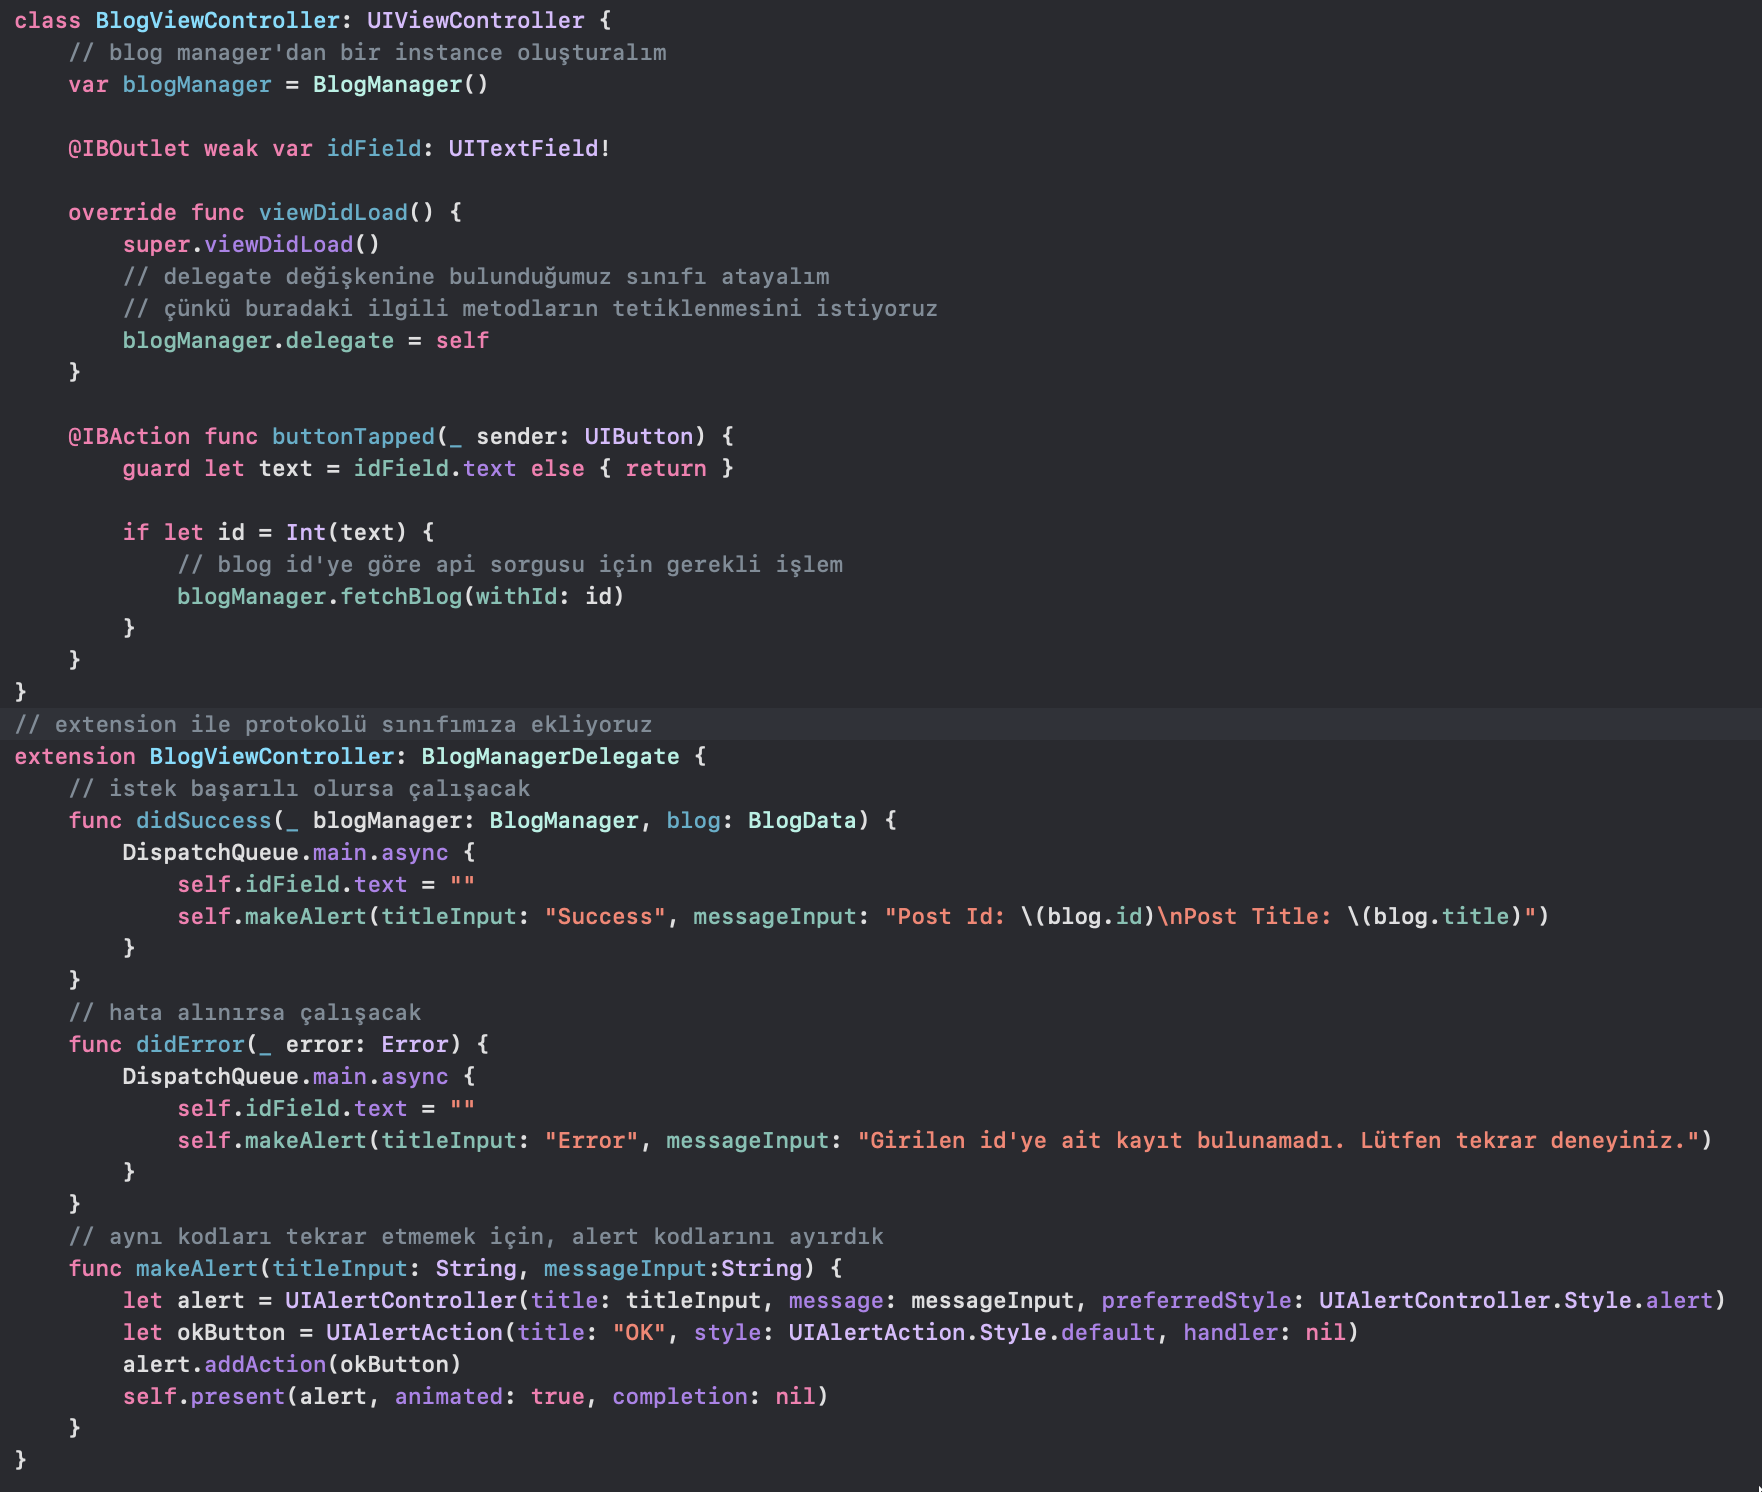 class BlogViewController: UIViewController {
    // blog manager'dan bir instance oluşturalım
    var blogManager = BlogManager()

    @IBOutlet weak var idField: UITextField!

    override func viewDidLoad() {
        super.viewDidLoad()
        // delegate değişkenine bulunduğumuz sınıfı atayalım
        // çünkü buradaki ilgili metodların tetiklenmesini istiyoruz
        blogManager.delegate = self
    }

    @IBAction func buttonTapped(_ sender: UIButton) {
        guard let text = idField.text else { return }

        if let id = Int(text) {
            // blog id'ye göre api sorgusu için gerekli işlem
            blogManager.fetchBlog(withId: id)
        }
    }
}
// extension ile protokolü sınıfımıza ekliyoruz
extension BlogViewController: BlogManagerDelegate {
    // istek başarılı olursa çalışacak
    func didSuccess(_ blogManager: BlogManager, blog: BlogData) {
        DispatchQueue.main.async {
            self.idField.text = ""
            self.makeAlert(titleInput: "Success", messageInput: "Post Id: \(blog.id)\nPost Title: \(blog.title)")
        }
    }
    // hata alınırsa çalışacak
    func didError(_ error: Error) {
        DispatchQueue.main.async {
            self.idField.text = ""
            self.makeAlert(titleInput: "Error", messageInput: "Girilen id'ye ait kayıt bulunamadı. Lütfen tekrar deneyiniz.")
        }
    }
    // aynı kodları tekrar etmemek için, alert kodlarını ayırdık
    func makeAlert(titleInput: String, messageInput:String) {
        let alert = UIAlertController(title: titleInput, message: messageInput, preferredStyle: UIAlertController.Style.alert)
        let okButton = UIAlertAction(title: "OK", style: UIAlertAction.Style.default, handler: nil)
        alert.addAction(okButton)
        self.present(alert, animated: true, completion: nil)
    }
}